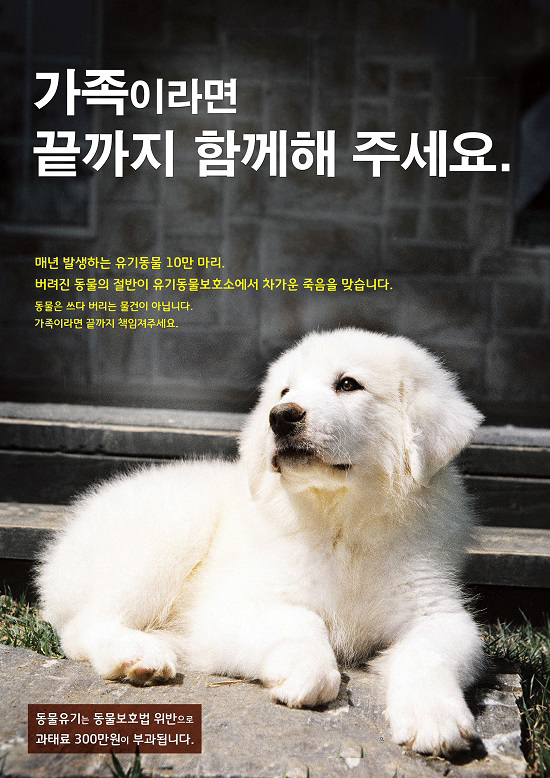 가족이라면
끝까지 함께해 주세요.
매년 발생하는 유기동물 10만 마리.
버려진 동물의 절반이 유기동물보호소에서 차가운 죽음을 맞습니다.
동물은 쓰다 버리는 물건이 아닙니다.
가족이라면 끝까지 책임져주세요.
동물유기는 동물보호법 위반으로
과태료 300만원이 부과됩니다.